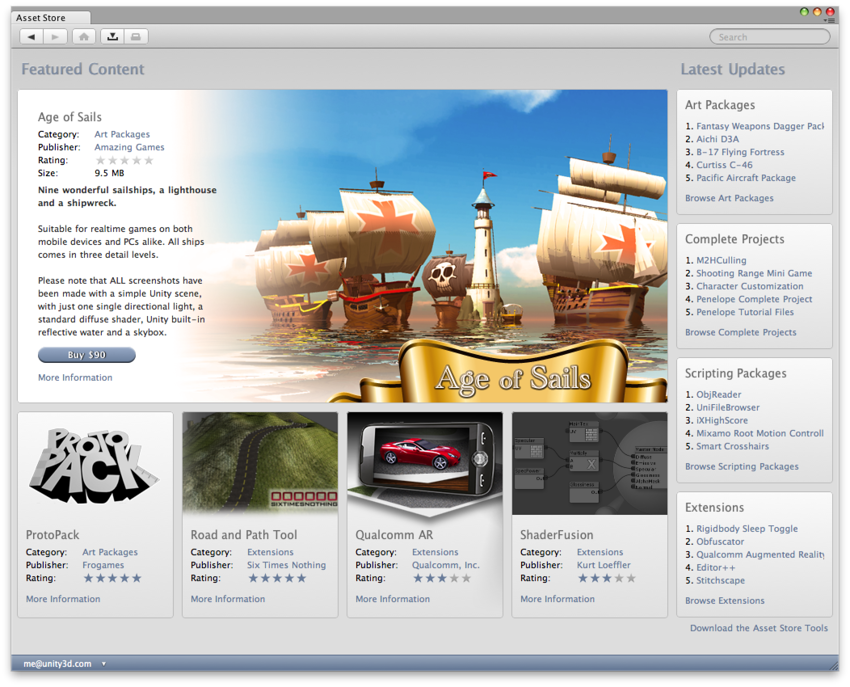 Asset Store
Search
Featured Content
Age of Sails
Category: Art Packages
Publisher: Amazing Games
Rating:
Size: 9.5 MB
Nine wonderful sailships, a lighthouse
and a shipwreck.
Suitable for realtime games on both
mobile devices and PCs alike. All ships
comes in three detail levels.
Please note that ALL screenshots have
been made with a simple Unity scene,
with just one single directional light, a
standard diffuse shader, Unity built-in
reflective water and a skybox.
Buy $90
More Information
Age of Sails
PROTO
PACK
ProtoPack
Category: Art Packages
Publisher: Frogames
Rating:
More Information
SIXTIMESNOTHING
Road and Path Tool
Category: Extensions
Publisher: Six Times Nothing
Rating:
More Information
Qualcomm AR
Category: Extensions
Publisher: Qualcomm, Inc.
Rating:
More Information
ShaderFusion
Category: Extensions
Publisher: Kurt Loeffler
Rating:
More Information
Latest Updates
Art Packages
1. Fantasy Weapons Dagger Pack
2. Aichi D3A
3. B-17 Flying Fortress
4. Curtiss C-46
5. Pacific Aircraft Package
Browse Art Packages
Complete Projects
1. M2HCulling
2. Shooting Range Mini Game
3. Character Customization
4. Penelope Complete Project
5. Penelope Tutorial Files
Browse Complete Projects
Scripting Packages
1. ObjReader
2. UniFileBrowser
3. iXHighScore
4. Mixamo Root Motion Controll
5. Smart Crosshairs
Browse Scripting Packages
Extensions
1. Rigidbody Sleep Toggle
2. Obfuscator
3. Qualcomm Augmented Reality
4. Editor++
5. Stitchscape
Browse Extensions
Download the Asset Store Tools
me@unity3d.com